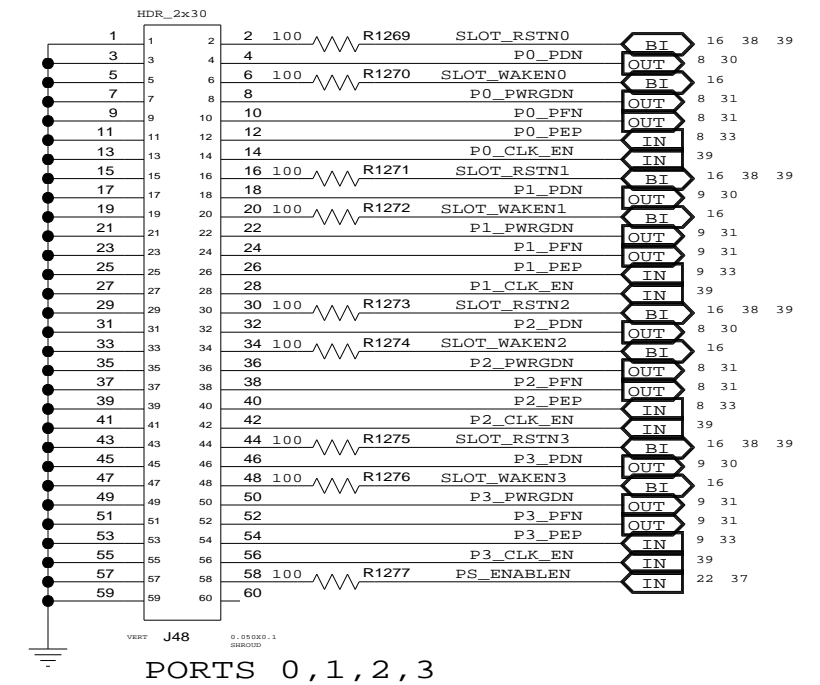 HDR_2x30
1 1 2 2 100 R1269 SLOT_RSTN0 BI 16 38 39
3 3 4 4 P0_PDN OUT 8 30
5 5 6 6 100 R1270 SLOT_WAKEN0 BI 16
7 7 8 8 P0_PWRGDN OUT 8 31
9 9 10 10 P0_PFN OUT 8 31
11 11 12 12 P0_PEP IN 8 33
13 13 14 14 P0_CLK_EN IN 39
15 15 16 16 100 R1271 SLOT_RSTN1 BI 16 38 39
17 17 18 18 P1_PDN OUT 9 30
19 19 20 20 100 R1272 SLOT_WAKEN1 BI 16
21 21 22 22 P1_PWRGDN OUT 9 31
23 23 24 24 P1_PFN OUT 9 31
25 25 26 26 P1_PEP IN 9 33
27 27 28 28 P1_CLK_EN IN 39
29 29 30 30 100 R1273 SLOT_RSTN2 BI 16 38 39
31 31 32 32 P2_PDN OUT 8 30
33 33 34 34 100 R1274 SLOT_WAKEN2 BI 16
35 35 36 36 P2_PWRGDN OUT 8 31
37 37 38 38 P2_PFN OUT 8 31
39 39 40 40 P2_PEP IN 8 33
41 41 42 42 P2_CLK_EN IN 39
43 43 44 44 100 R1275 SLOT_RSTN3 BI 16 38 39
45 45 46 46 P3_PDN OUT 9 30
47 47 48 48 100 R1276 SLOT_WAKEN3 BI 16
49 49 50 50 P3_PWRGDN OUT 9 31
51 51 52 52 P3_PFN OUT 9 31
53 53 54 54 P3_PEP IN 9 33
55 55 56 56 P3_CLK_EN IN 39
57 57 58 58 100 R1277 PS_ENABLEN IN 22 37
59 59 60 60
VERT J48 0.050X0.1
SHROUD
PORTS 0,1,2,3